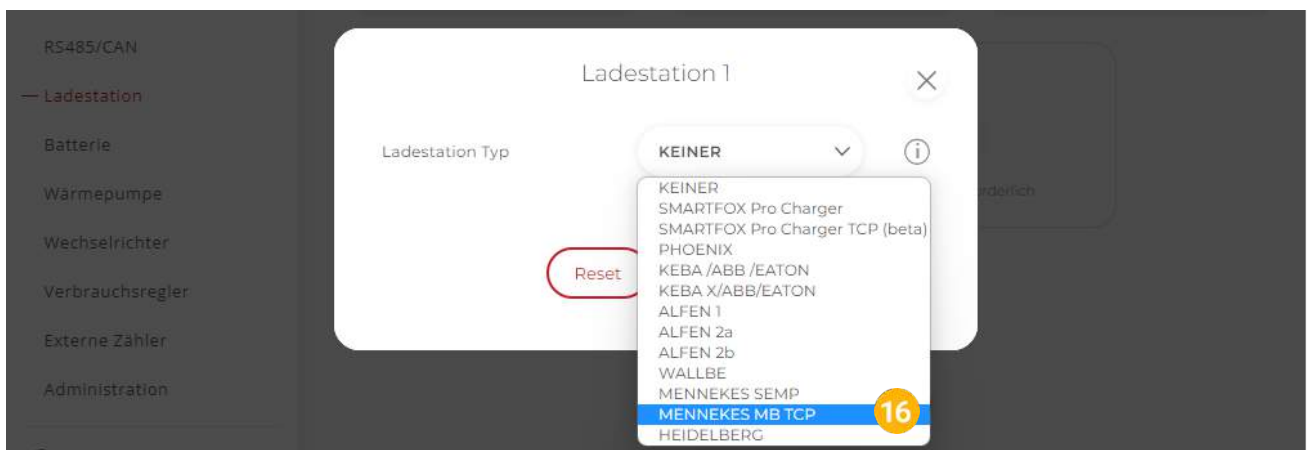 RS485/CAN
Ladestation
Batterie
Wärmepumpe
Wechselrichter
Verbrauchsregler
Externe Zähler
Administration
Ladestation 1
Ladestation Typ
KEINER
KEINER
SMARTFOX Pro Charger
SMARTFOX Pro Charger TCP (beta)
PHOENIX
KEBA /ABB /EATON
KEBA X/ABB/EATON
ALFEN 1
ALFEN 2a
ALFEN 2b
WALLBE
MENNEKES SEMP
MENNEKES MB TCP
16
HEIDELBERG
Reset